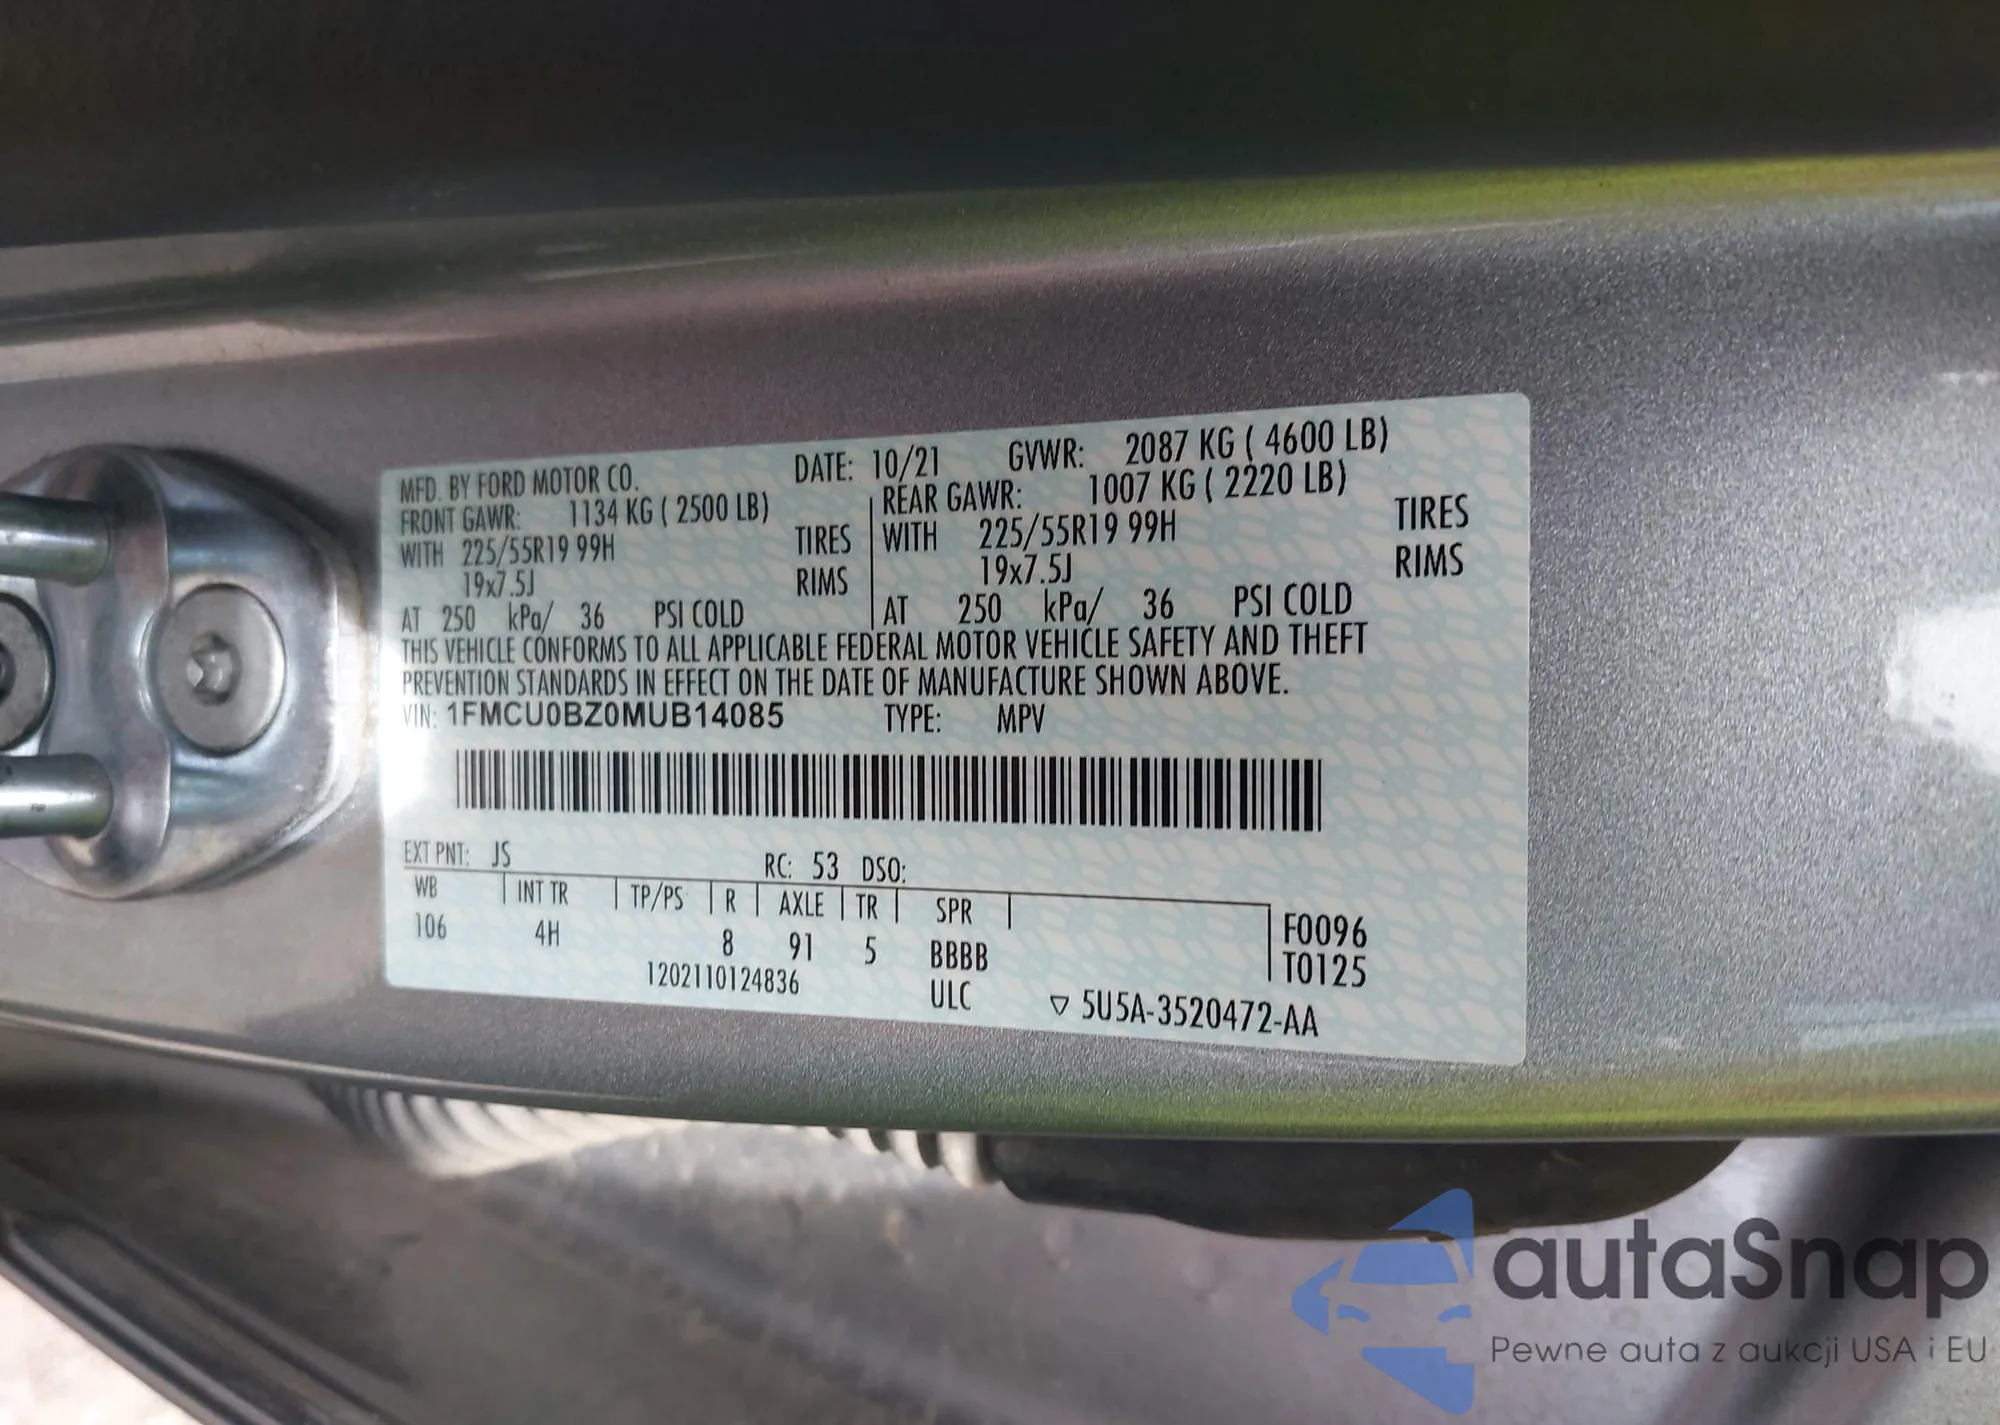 MFD. BY FORD MOTOR CO. DATE: 10/21 GVWR: 2087 KG ( 4600 LB)
FRONT GAWR: 1134 KG ( 2500 LB) REAR GAWR: 1007 KG ( 2220 LB)
WITH 225/55R19 99H TIRES WITH 225/55R19 99H TIRES
19x7.5J RIMS 19x7.5J RIMS
AT 250 kPa/ 36 PSI COLD AT 250 kPa/ 36 PSI COLD
THIS VEHICLE CONFORMS TO ALL APPLICABLE FEDERAL MOTOR VEHICLE SAFETY AND THEFT
PREVENTION STANDARDS IN EFFECT ON THE DATE OF MANUFACTURE SHOWN ABOVE.
VIN: 1FMCU0BZ0MUB14085 TYPE: MPV
EXT PNT: JS RC: 53 DSO:
WB INT TR TP/PS R AXLE TR SPR
106 4H 8 91 5 BBBB F0096
T0125
1202110124836 ULC ▽ 5U5A-3520472-AA
autaSnap
Pewne auta z aukcji USA i EU